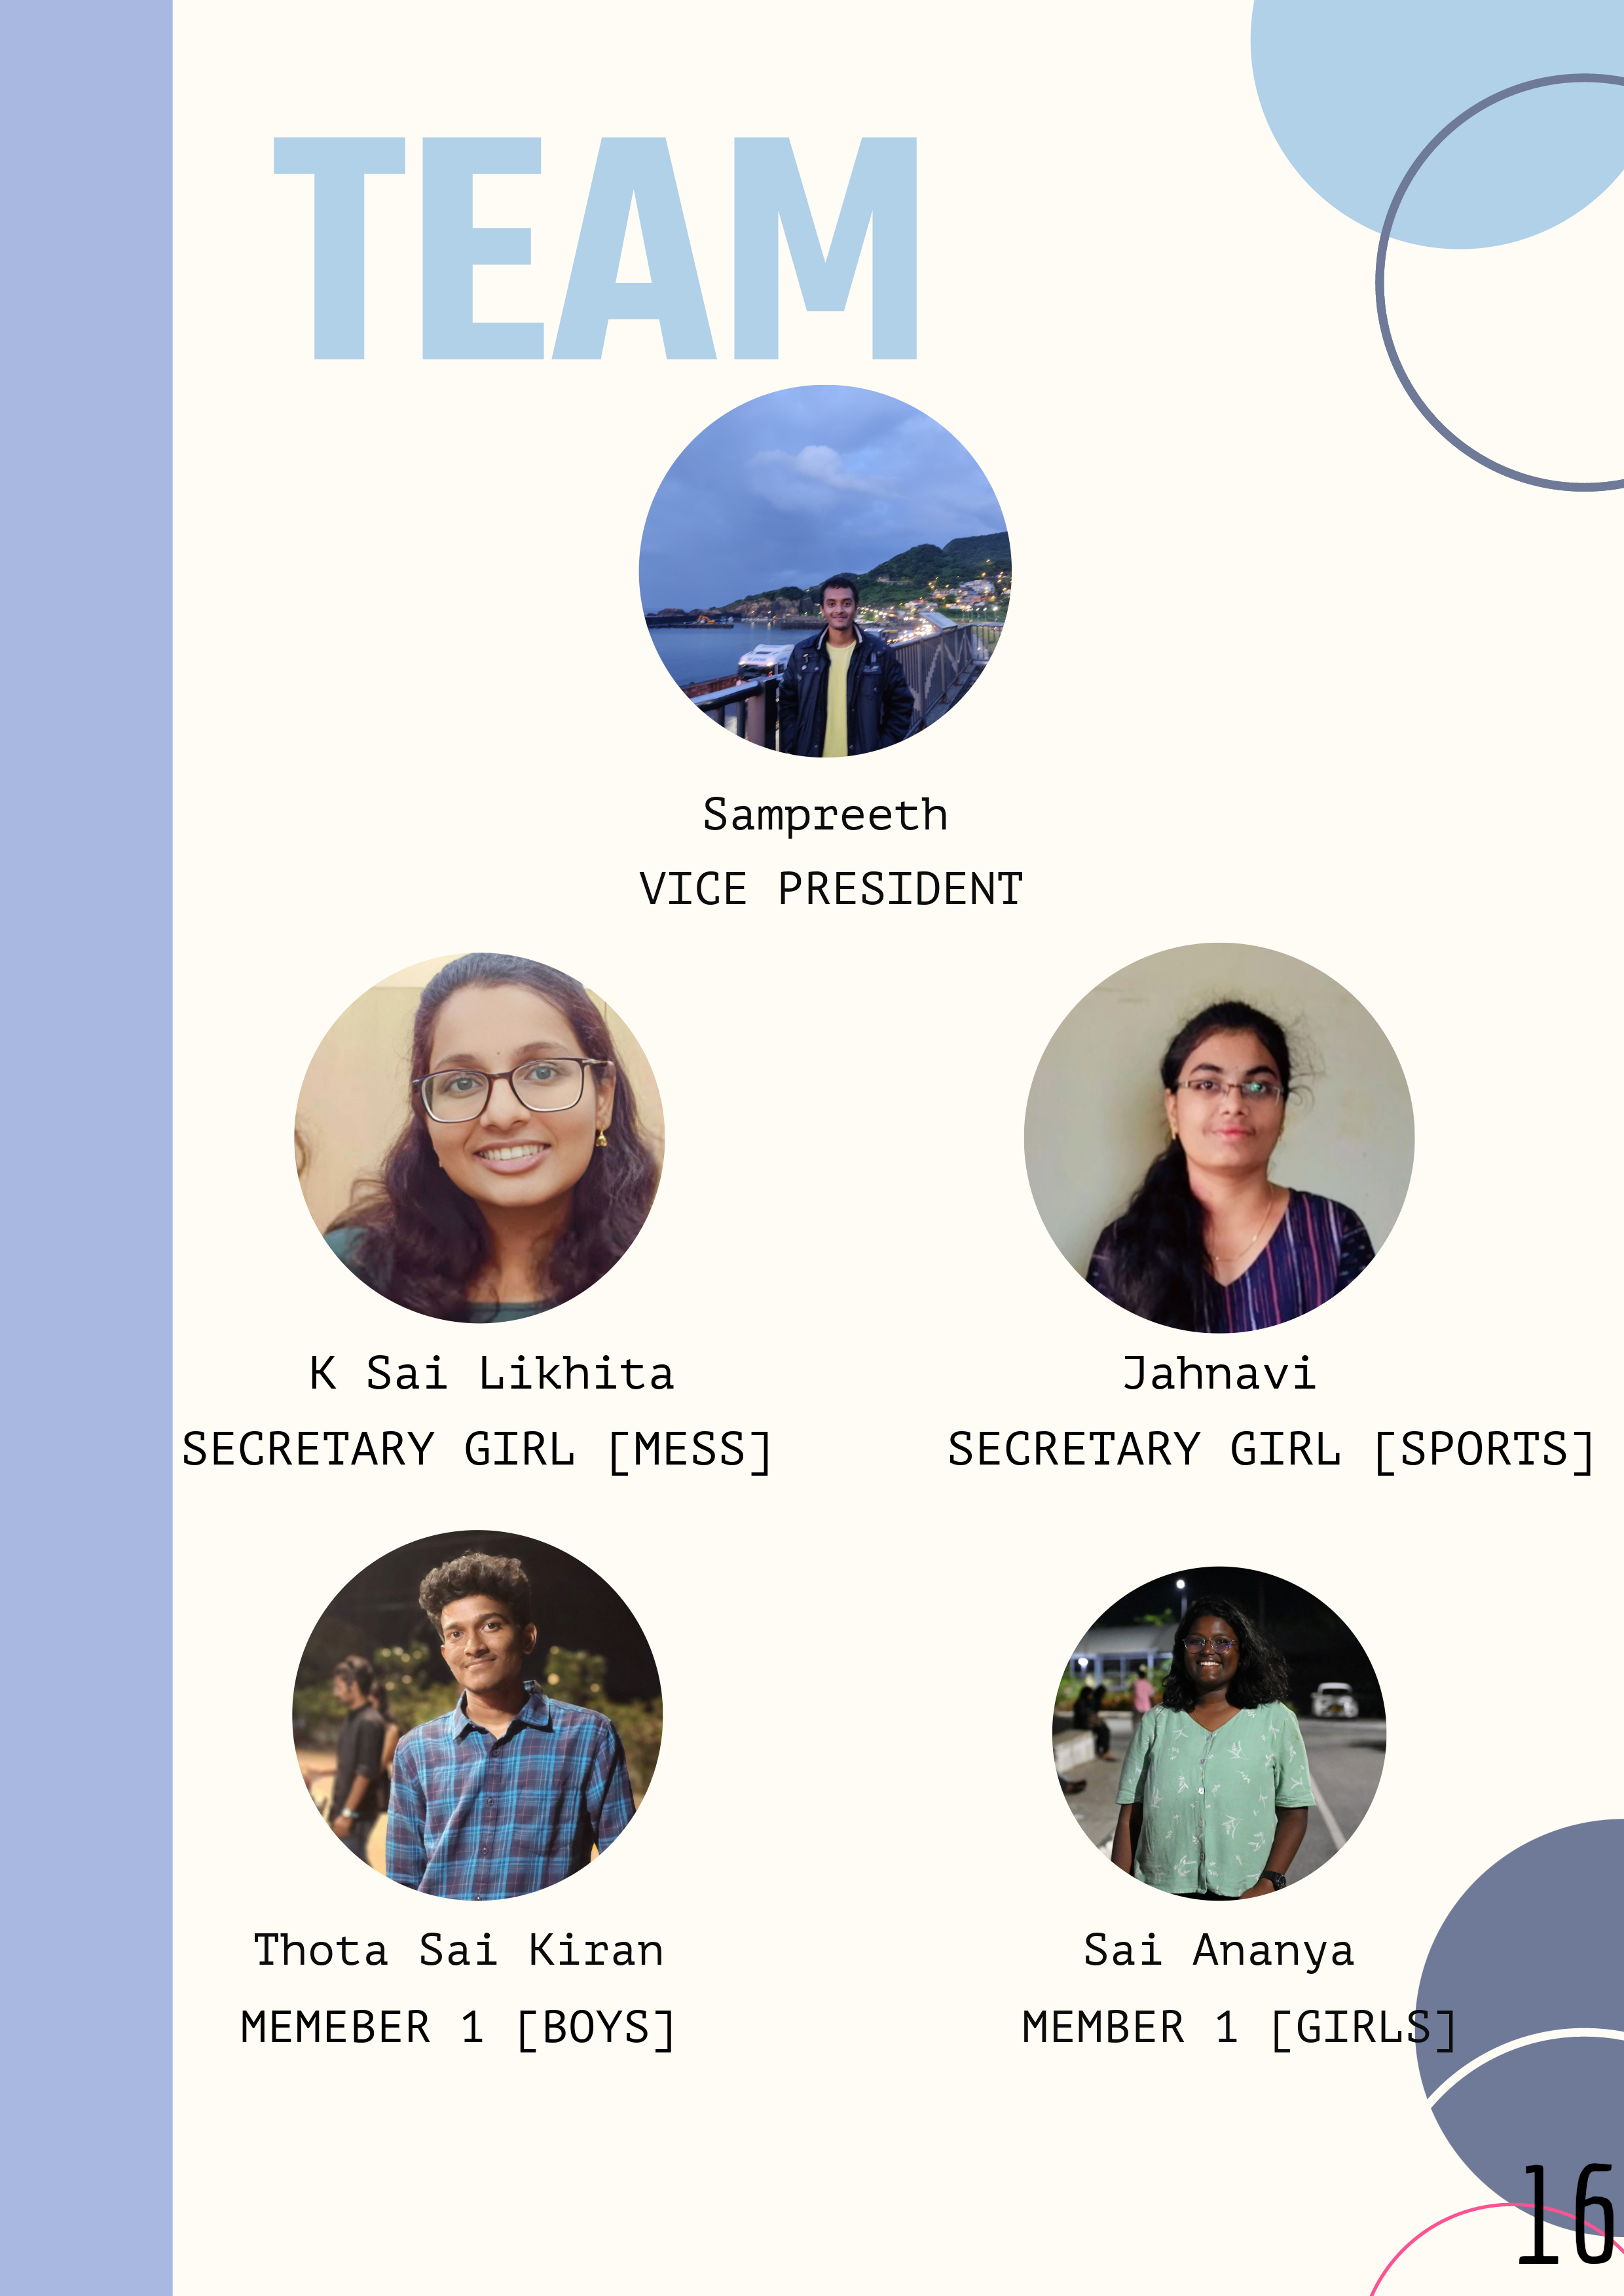 TEAM
Sampreeth
VICE PRESIDENT
K Sai Likhita
SECRETARY GIRL [MESS]
Jahnavi
SECRETARY GIRL [SPORTS]
Thota Sai Kiran
MEMEBER 1 [BOYS]
Sai Ananya
MEMBER 1 [GIRLS]
16